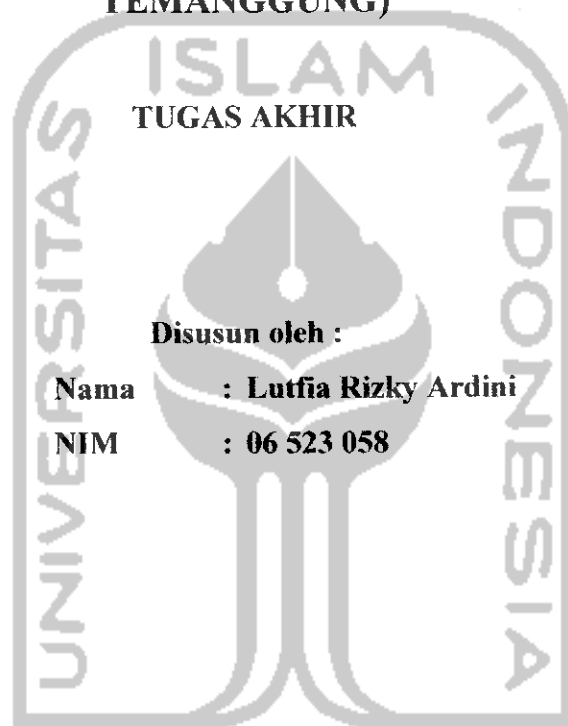 TEMANGGUNG)
ISLAM
TUGAS AKHIR
UNIVERSITAS
INDONESIA
Disusun oleh :
Nama : Lutfia Rizky Ardini
NIM : 06 523 058